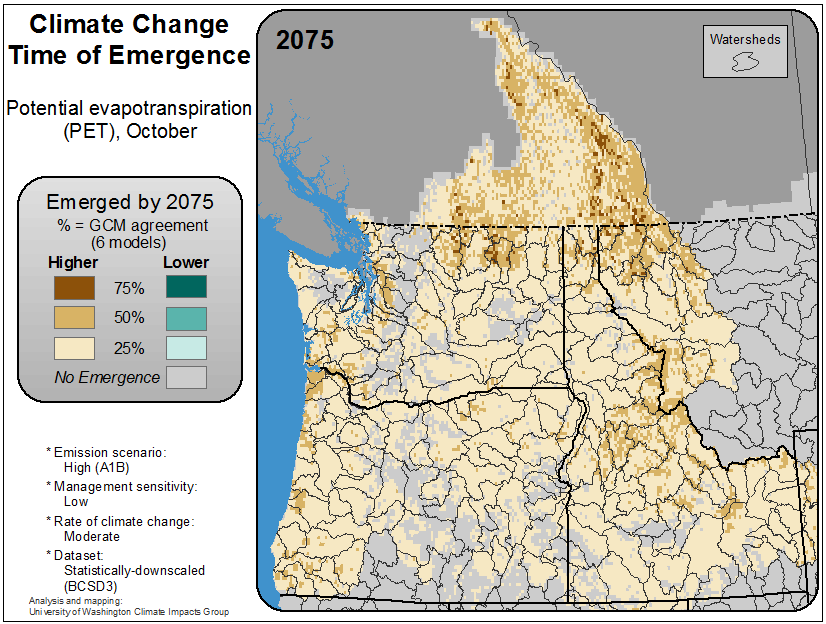 Climate Change
Time of Emergence
Potential evapotranspiration
(PET), October
Emerged by 2075
% = GCM agreement
(6 models)
Higher Lower
75%
50%
25%
No Emergence
* Emission scenario:
High (A1B)
* Management sensitivity:
Low
* Rate of climate change:
Moderate
* Dataset:
Statistically-downscaled
(BCSD3)
Analysis and mapping:
University of Washington Climate Impacts Group
2075
Watersheds